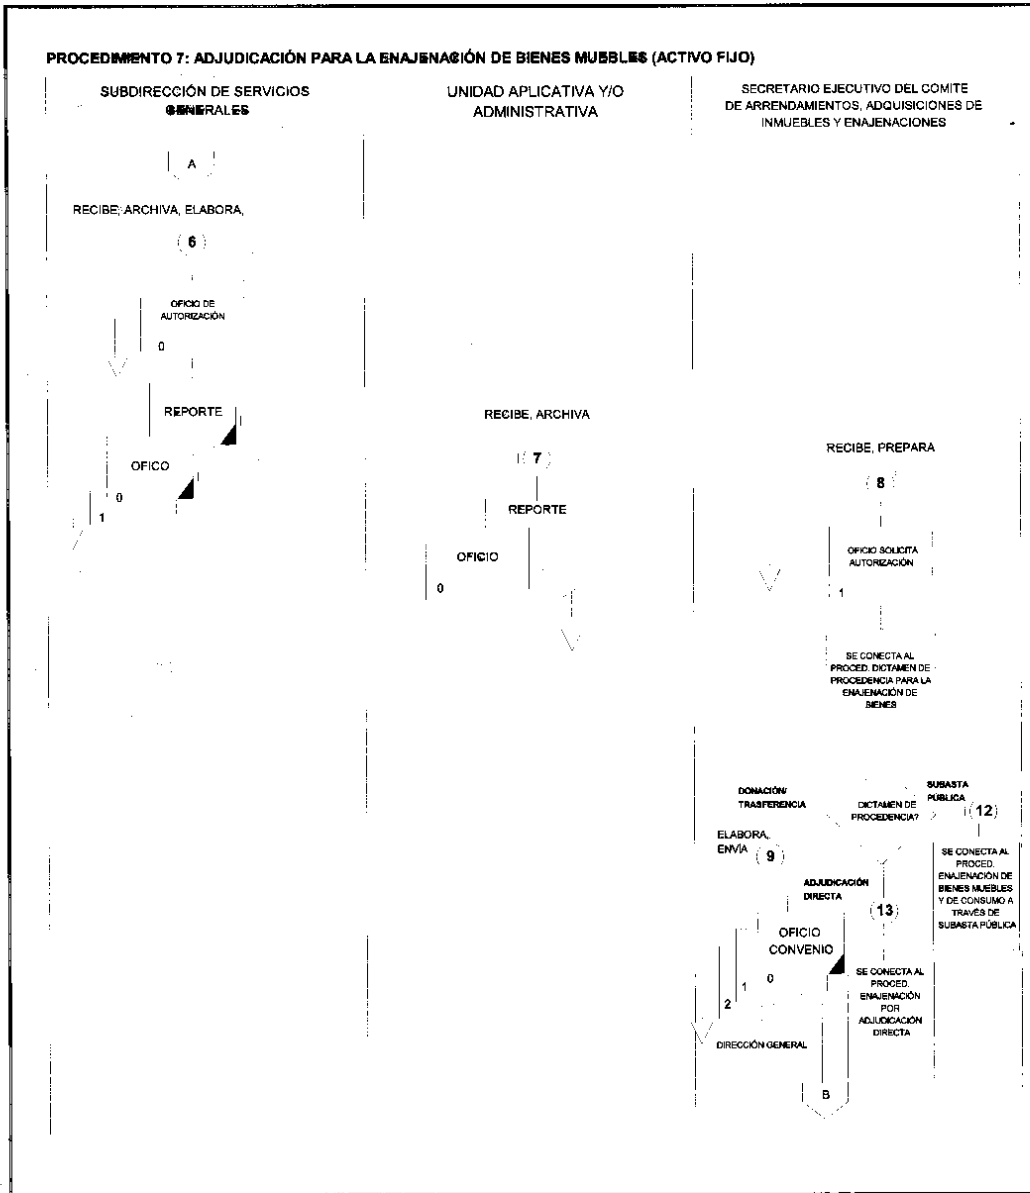 PROCEDIMIENTO 7: ADJUDICACIÓN PARA LA ENAJENACIÓN DE BIENES MUEBLES (ACTIVO FIJO)
SUBDIRECCIÓN DE SERVICIOS
GENERALES
UNIDAD APLICATIVA Y/O
ADMINISTRATIVA
SECRETARIO EJECUTIVO DEL COMITE
DE ARRENDAMIENTOS, ADQUISICIONES DE
INMUEBLES Y ENAJENACIONES
A
RECIBE, ARCHIVA, ELABORA,
6
OFICIO DE
AUTORIZACIÓN
0
REPORTE
OFICO
0
1
RECIBE, ARCHIVA
7
REPORTE
OFICIO
0
RECIBE, PREPARA
8
OFICIO SOLICITA
AUTORIZACIÓN
1
SE CONECTA AL
PROCED. DICTAMEN DE
PROCEDENCIA PARA LA
ENAJENACIÓN DE
BIENES
DONACIÓN/
TRASFERENCIA
DICTAMEN DE
PROCEDENCIA?
SUBASTA
PÚBLICA
12
SE CONECTA AL
PROCED.
ENAJENACIÓN DE
BIENES MUEBLES
Y DE CONSUMO A
TRAVÉS DE
SUBASTA PÚBLICA
ELABORA,
ENVÍA
9
ADJUDICACIÓN
DIRECTA
13
OFICIO
CONVENIO
0
1
2
SE CONECTA AL
PROCED.
ENAJENACIÓN
POR
ADJUDICACIÓN
DIRECTA
DIRECCIÓN GENERAL
B